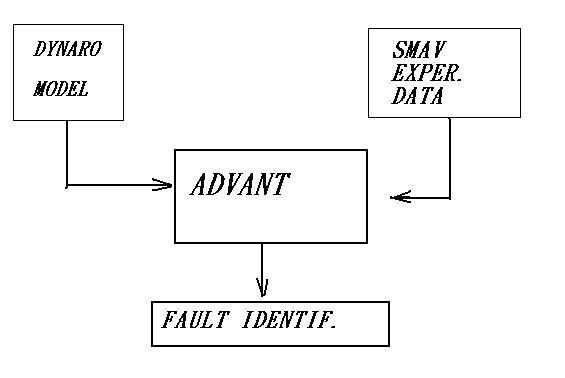 DYNARO
MODEL
SMAV
EXPER.
DATA
ADVANT
FAULT IDENTIF.